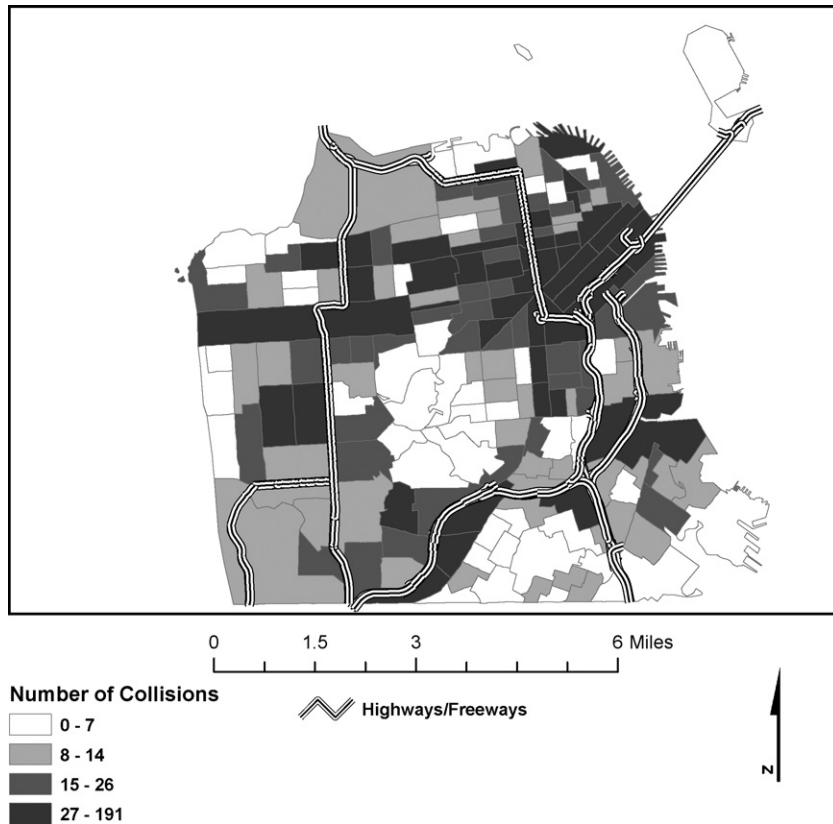 0 1.5 3 6 Miles
Number of Collisions
Highways/Freeways
0 - 7
8 - 14
15 - 26
27 - 191
N